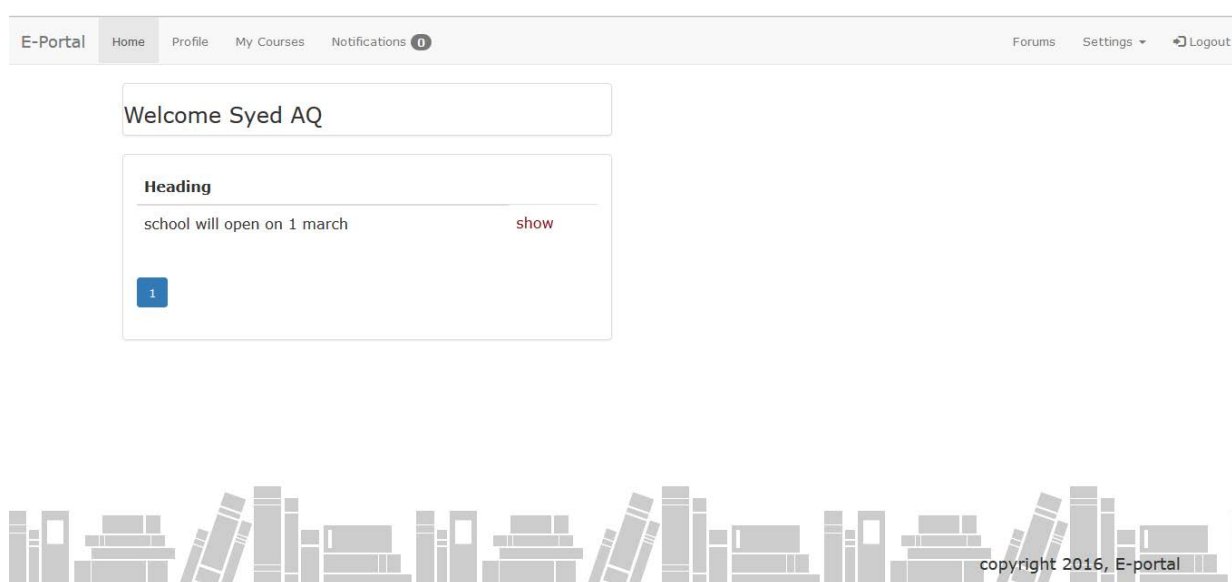 E-Portal Home Profile My Courses Notifications 0 Forums Settings Logout
Welcome Syed AQ
Heading
school will open on 1 march show
1
copyright 2016, E-portal